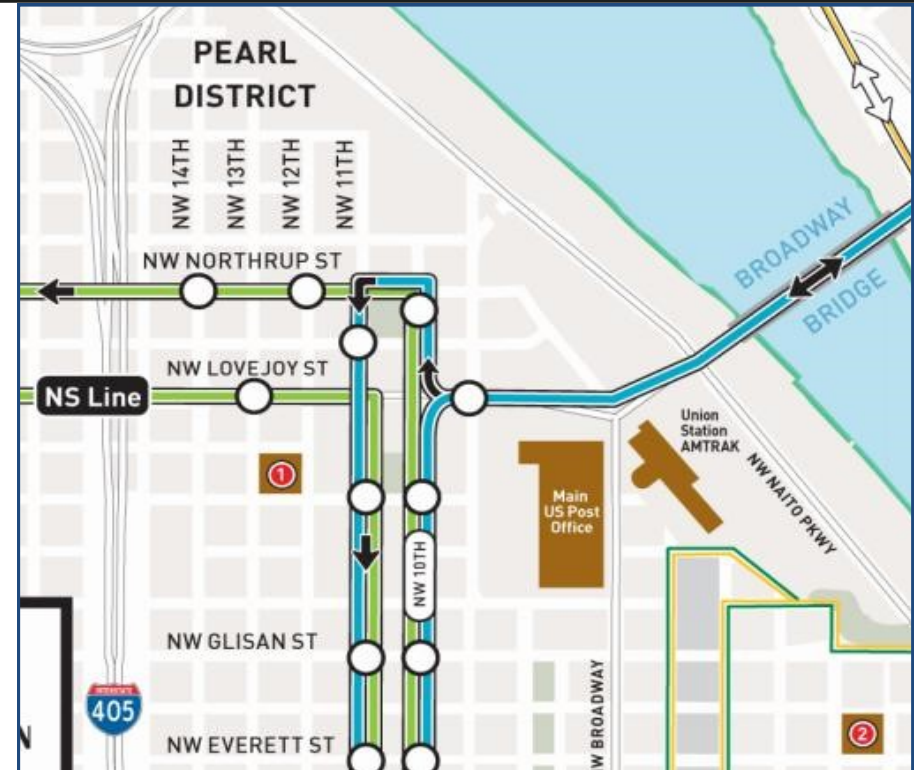 PEARL
DISTRICT
NW 14TH
NW 13TH
NW 12TH
NW 11TH
NW NORTHRUP ST
BROADWAY
BRIDGE
NW LOVEJOY ST
NS Line
1
Union
Station
AMTRAK
Main
US Post
Office
NW NAITO PKWY
NW 10TH
NW GLISAN ST
405
NW BROADWAY
2
N
NW EVERETT ST